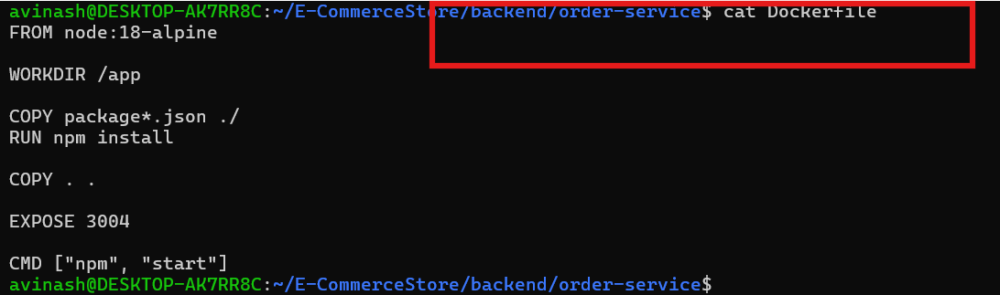 avinash@DESKTOP-AK7RR8C:~/E-CommerceStore/backend/order-service$ cat Dockerfile
FROM node:18-alpine
WORKDIR /app
COPY package*.json ./
RUN npm install
COPY . .
EXPOSE 3004
CMD ["npm", "start"]
avinash@DESKTOP-AK7RR8C:~/E-CommerceStore/backend/order-service$